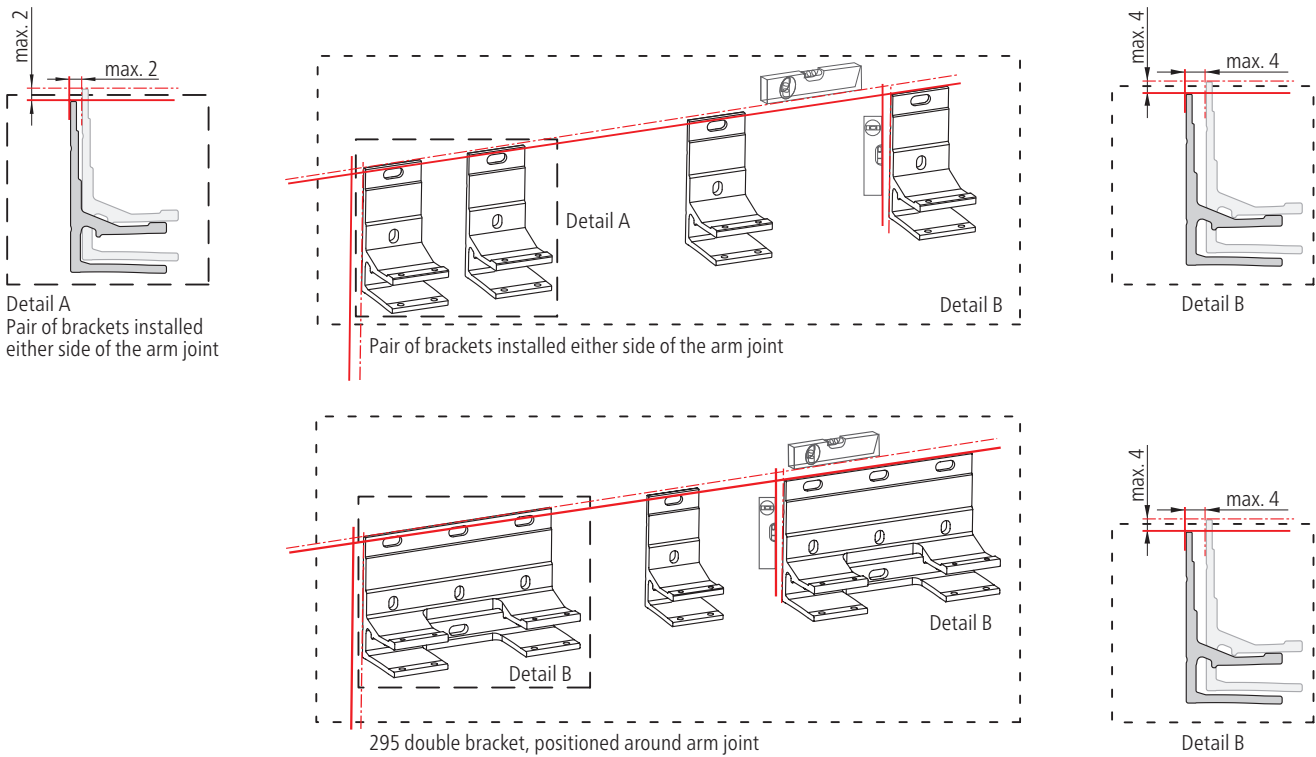 max. 2
max. 2
Detail A
Pair of brackets installed
either side of the arm joint
Detail A
Detail B
Pair of brackets installed either side of the arm joint
max. 4
max. 4
Detail B
Detail B
Detail B
295 double bracket, positioned around arm joint
max. 4
max. 4
Detail B